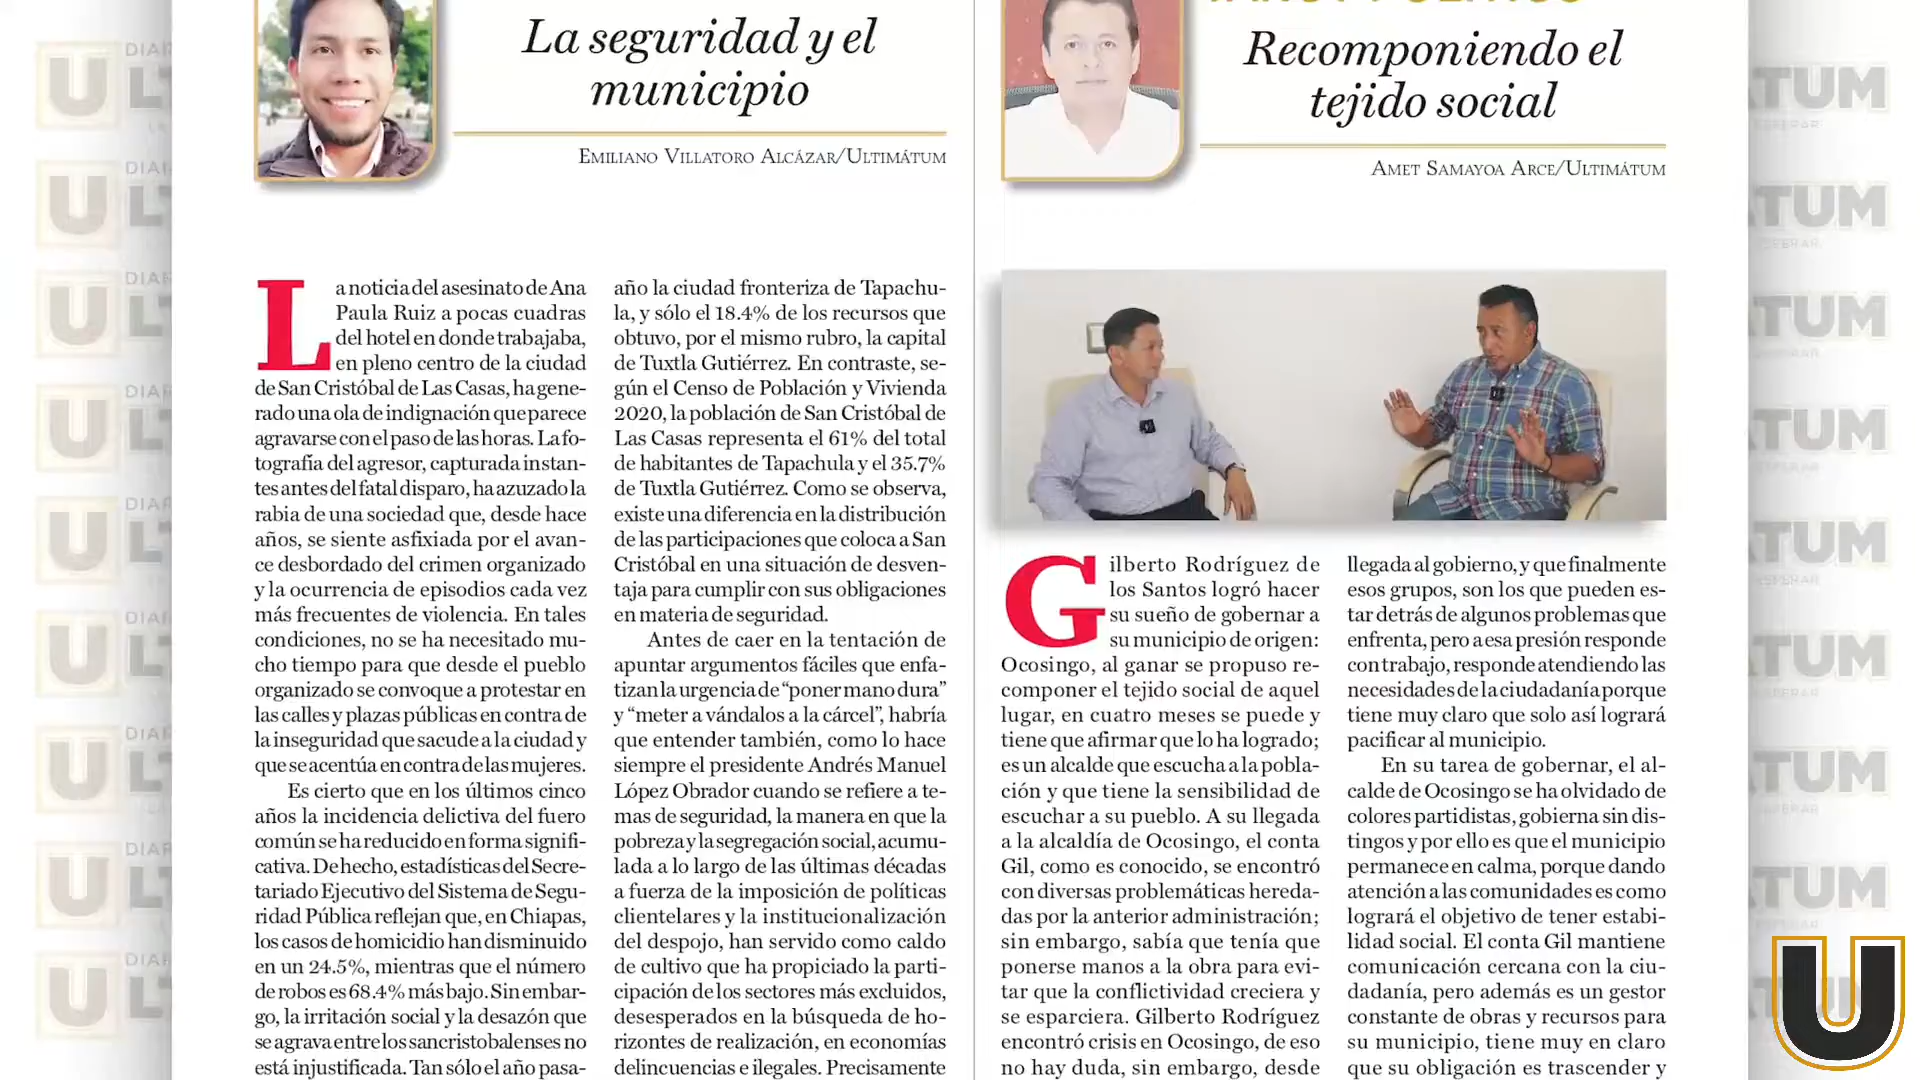 La seguridad y el
municipio
EMILIANO VILLATORO ALCÁZAR/ULTIMÁTUM
La noticia del asesinato de Ana
Paula Ruiz a pocas cuadras
del hotel en donde trabajaba,
en pleno centro de la ciudad
de San Cristóbal de Las Casas, ha gene-
rado una ola de indignación que parece
agravarse con el paso de las horas. La fo-
tografía del agresor, capturada instan-
tes antes del fatal disparo, ha azuzado la
rabia de una sociedad que, desde hace
años, se siente asfixiada por el avan-
ce desbordado del crimen organizado
y la ocurrencia de episodios cada vez
más frecuentes de violencia. En tales
condiciones, no se ha necesitado mu-
cho tiempo para que desde el pueblo
organizado se convoque a protestar en
las calles y plazas públicas en contra de
la inseguridad que sacude a la ciudad y
que se acentúa en contra de las mujeres.
Es cierto que en los últimos cinco
años la incidencia delictiva del fuero
común se ha reducido en forma signifi-
cativa. De hecho, estadísticas del Secre-
tariado Ejecutivo del Sistema de Segu-
ridad Pública reflejan que, en Chiapas,
los casos de homicidio han disminuido
en un 24.5%, mientras que el número
de robos es 68.4% más bajo. Sin embar-
go, la irritación social y la desazón que
se agrava entre los sancristobalenses no
está injustificada. Tan sólo el año pasa-
año la ciudad fronteriza de Tapachu-
la, y sólo el 18.4% de los recursos que
obtuvo, por el mismo rubro, la capital
de Tuxtla Gutiérrez. En contraste, se-
gún el Censo de Población y Vivienda
2020, la población de San Cristóbal de
Las Casas representa el 61% del total
de habitantes de Tapachula y el 35.7%
de Tuxtla Gutiérrez. Como se observa,
existe una diferencia en la distribución
de las participaciones que coloca a San
Cristóbal en una situación de desven-
taja para cumplir con sus obligaciones
en materia de seguridad.
Antes de caer en la tentación de
apuntar argumentos fáciles que enfa-
tizan la urgencia de “poner mano dura”
y “meter a vándalos a la cárcel”, habría
que entender también, como lo hace
siempre el presidente Andrés Manuel
López Obrador cuando se refiere a te-
mas de seguridad, la manera en que la
pobreza y la segregación social, acumu-
lada a lo largo de las últimas décadas
a fuerza de la imposición de políticas
clientelares y la institucionalización
del despojo, han servido como caldo
de cultivo que ha propiciado la parti-
cipación de los sectores más excluidos,
desesperados en la búsqueda de ho-
rizontes de realización, en economías
delincuencias e ilegales. Precisamente
Recomponiendo el
tejido social
AMET SAMAYOA ARCE/ULTIMÁTUM
Gilberto Rodríguez de
los Santos logró hacer
su sueño de gobernar a
su municipio de origen:
Ocosingo, al ganar se propuso re-
componer el tejido social de aquel
lugar, en cuatro meses se puede y
tiene que afirmar que lo ha logrado;
es un alcalde que escucha a la pobla-
ción y que tiene la sensibilidad de
escuchar a su pueblo. A su llegada
a la alcaldía de Ocosingo, el conta
Gil, como es conocido, se encontró
con diversas problemáticas hereda-
das por la anterior administración;
sin embargo, sabía que tenía que
ponerse manos a la obra para evi-
tar que la conflictividad creciera y
se esparciera. Gilberto Rodríguez
encontró crisis en Ocosingo, de eso
no hay duda, sin embargo, desde
llegada al gobierno, y que finalmente
esos grupos, son los que pueden es-
tar detrás de algunos problemas que
enfrenta, pero a esa presión responde
con trabajo, responde atendiendo las
necesidades de la ciudadanía porque
tiene muy claro que solo así logrará
pacificar al municipio.
En su tarea de gobernar, el al-
calde de Ocosingo se ha olvidado de
colores partidistas, gobierna sin dis-
tingos y por ello es que el municipio
permanece en calma, porque dando
atención a las comunidades es como
logrará el objetivo de tener estabi-
lidad social. El conta Gil mantiene
comunicación cercana con la ciu-
dadanía, pero además es un gestor
constante de obras y recursos para
su municipio, tiene muy en claro
que su obligación es trascender y
U